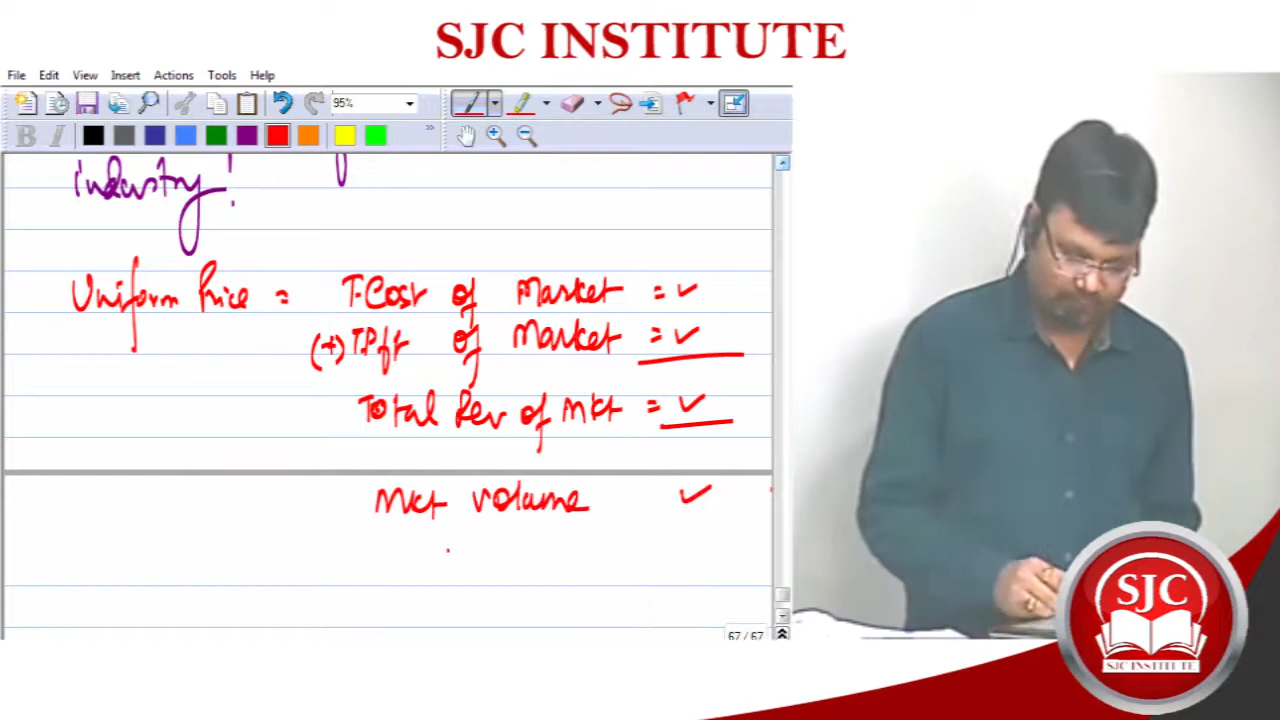 SJC INSTITUTE
File Edit View Insert Actions Tools Help
95%
B I
industry!
Uniform Price = T.Cost of Market = ✓
(+) T.Pft of Market = ✓
Total Rev of Mkt = ✓
Mkt volume ✓
67/67
SJC
SJC INSTITUTE